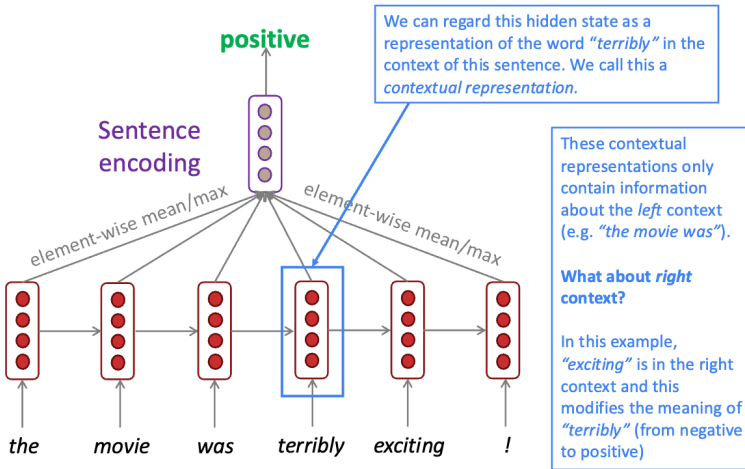 positive
We can regard this hidden state as a
representation of the word “terribly” in the
context of this sentence. We call this a
contextual representation.
Sentence
encoding
element-wise mean/max
element-wise mean/max
These contextual
representations only
contain information
about the left context
(e.g. “the movie was”).
What about right
context?
In this example,
“exciting” is in the right
context and this
modifies the meaning of
“terribly” (from negative
to positive)
the movie was terribly exciting !